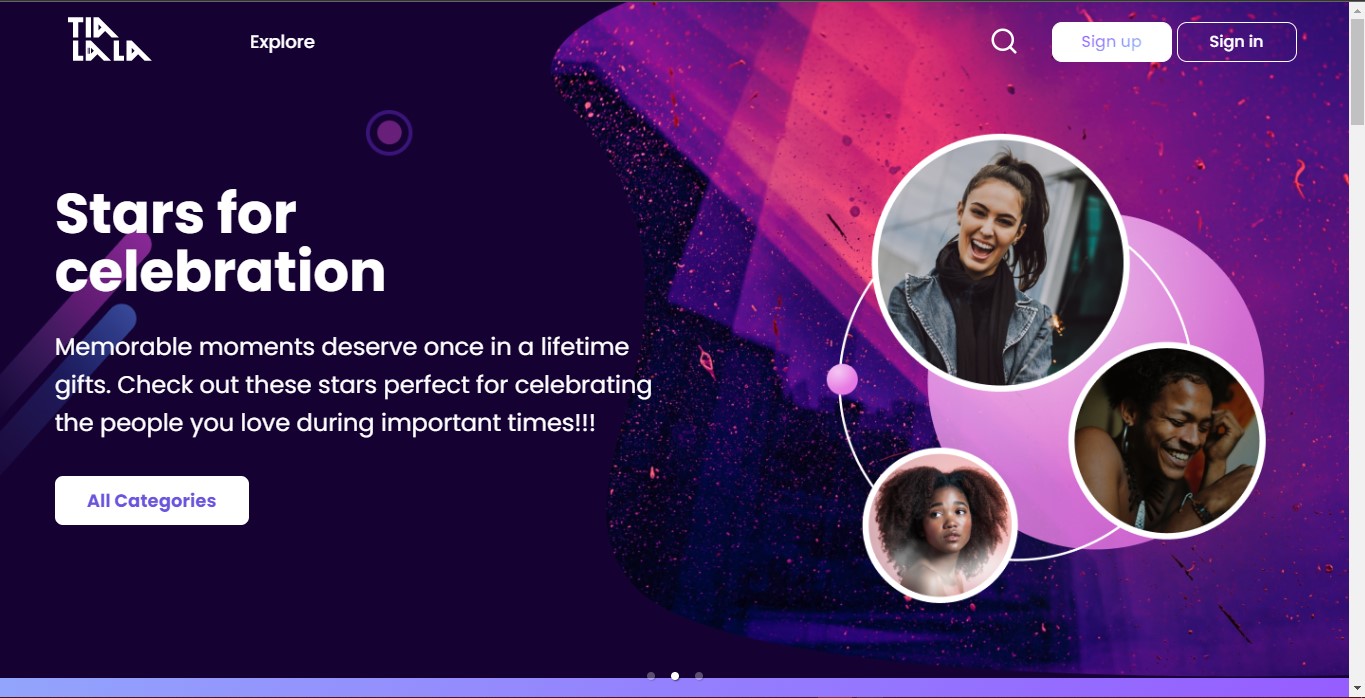 TIA
LALA
Explore
Sign up
Sign in
Stars for
celebration
Memorable moments deserve once in a lifetime
gifts. Check out these stars perfect for celebrating
the people you love during important times!!!
All Categories